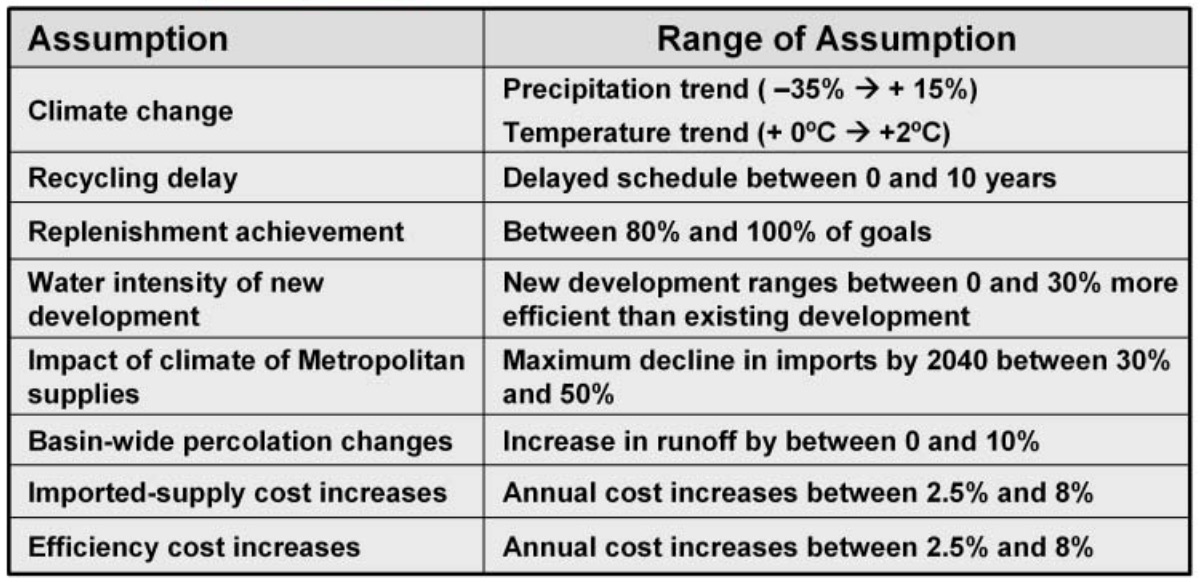 Assumption
Range of Assumption
Climate change
Precipitation trend ( –35% → + 15%)
Temperature trend (+ 0ºC → +2ºC)
Recycling delay
Delayed schedule between 0 and 10 years
Replenishment achievement
Between 80% and 100% of goals
Water intensity of new
development
New development ranges between 0 and 30% more
efficient than existing development
Impact of climate of Metropolitan
supplies
Maximum decline in imports by 2040 between 30%
and 50%
Basin-wide percolation changes
Increase in runoff by between 0 and 10%
Imported-supply cost increases
Annual cost increases between 2.5% and 8%
Efficiency cost increases
Annual cost increases between 2.5% and 8%